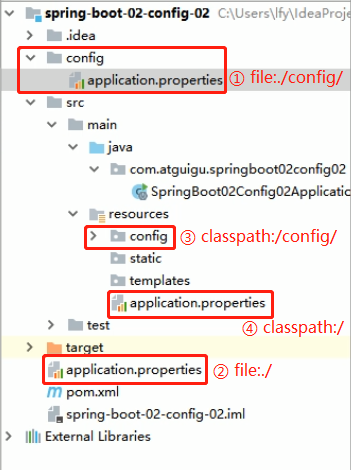 spring-boot-02-config-02 C:\Users\lfy\IdeaProj
.idea
config
application.properties ① file:./config/
src
main
java
com.atguigu.springboot02config02
SpringBoot02Config02Applicatio
resources
config ③ classpath:/config/
static
templates
application.properties
④ classpath:/
test
target
application.properties ② file:./
pom.xml
spring-boot-02-config-02.iml
External Libraries